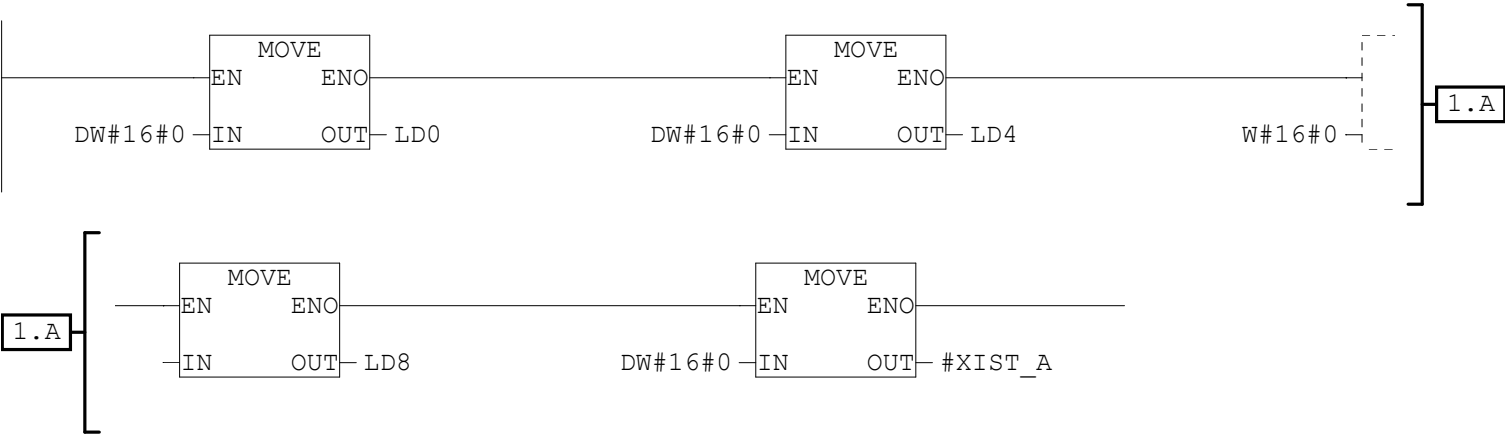 MOVE MOVE
EN ENO EN ENO
1.A
DW#16#0 IN OUT LD0 DW#16#0 IN OUT LD4 W#16#0
MOVE MOVE
EN ENO EN ENO
1.A
IN OUT LD8 DW#16#0 IN OUT #XIST_A